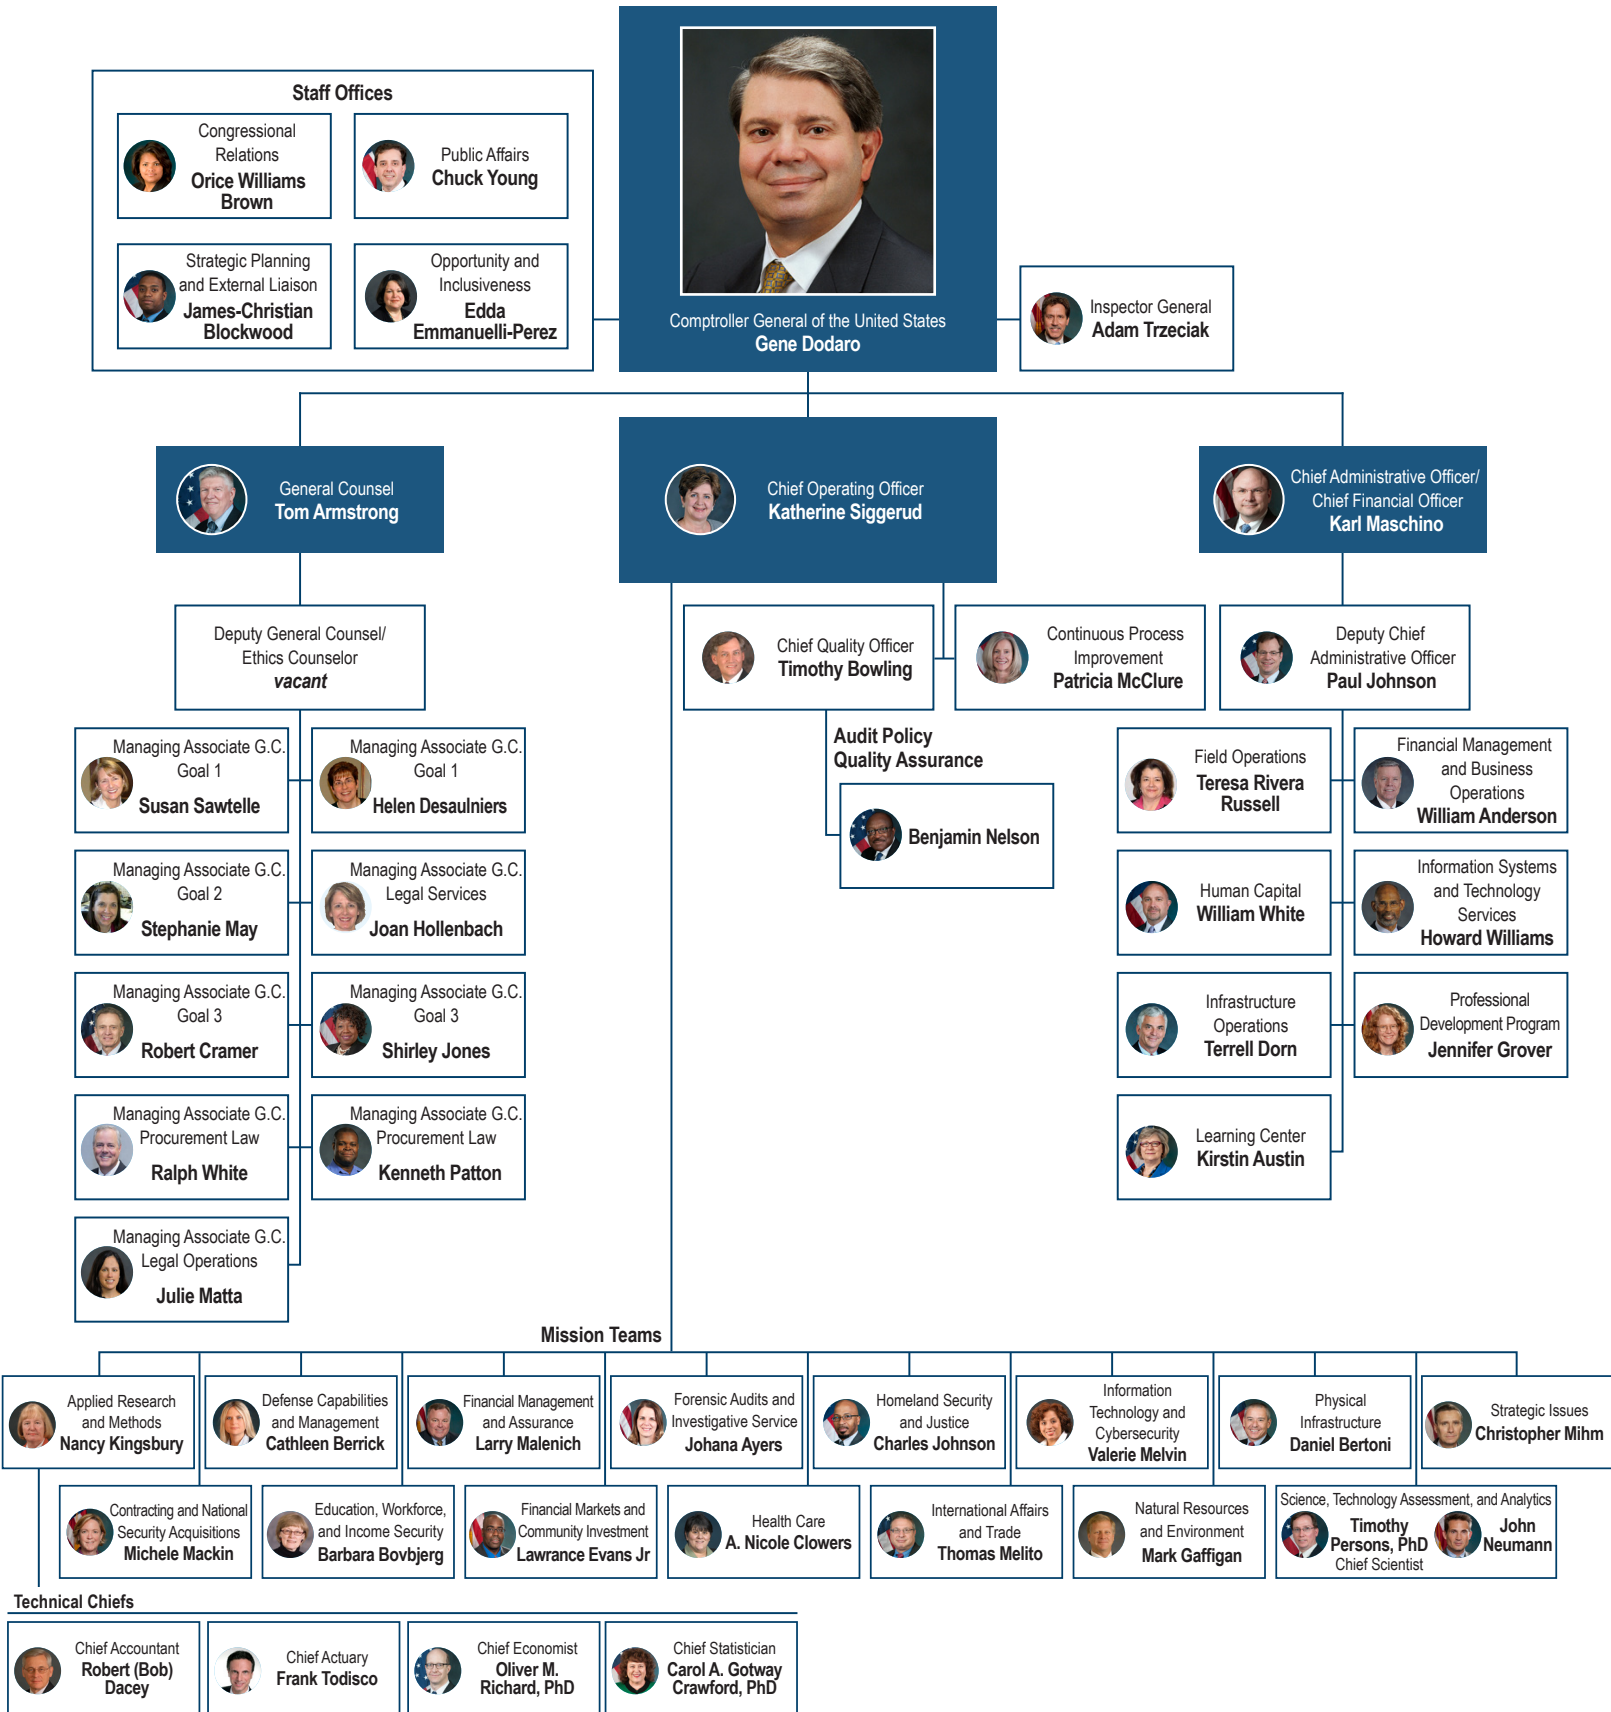 Staff Offices
Congressional
Relations
Orice Williams
Brown
Public Affairs
Chuck Young
Strategic Planning
and External Liaison
James-Christian
Blockwood
Opportunity and
Inclusiveness
Edda
Emmanuelli-Perez
Comptroller General of the United States
Gene Dodaro
Inspector General
Adam Trzeciak
General Counsel
Tom Armstrong
Chief Operating Officer
Katherine Siggerud
Chief Administrative Officer/
Chief Financial Officer
Karl Maschino
Deputy General Counsel/
Ethics Counselor
vacant
Managing Associate G.C.
Goal 1
Susan Sawtelle
Managing Associate G.C.
Goal 1
Helen Desaulniers
Managing Associate G.C.
Goal 2
Stephanie May
Managing Associate G.C.
Legal Services
Joan Hollenbach
Managing Associate G.C.
Goal 3
Robert Cramer
Managing Associate G.C.
Goal 3
Shirley Jones
Managing Associate G.C.
Procurement Law
Ralph White
Managing Associate G.C.
Procurement Law
Kenneth Patton
Managing Associate G.C.
Legal Operations
Julie Matta
Chief Quality Officer
Timothy Bowling
Continuous Process
Improvement
Patricia McClure
Audit Policy
Quality Assurance
Benjamin Nelson
Deputy Chief
Administrative Officer
Paul Johnson
Field Operations
Teresa Rivera
Russell
Financial Management
and Business
Operations
William Anderson
Human Capital
William White
Information Systems
and Technology
Services
Howard Williams
Infrastructure
Operations
Terrell Dorn
Professional
Development Program
Jennifer Grover
Learning Center
Kirstin Austin
Mission Teams
Applied Research
and Methods
Nancy Kingsbury
Defense Capabilities
and Management
Cathleen Berrick
Financial Management
and Assurance
Larry Malenich
Forensic Audits and
Investigative Service
Johana Ayers
Homeland Security
and Justice
Charles Johnson
Information
Technology and
Cybersecurity
Valerie Melvin
Physical
Infrastructure
Daniel Bertoni
Strategic Issues
Christopher Mihm
Contracting and National
Security Acquisitions
Michele Mackin
Education, Workforce,
and Income Security
Barbara Bovbjerg
Financial Markets and
Community Investment
Lawrance Evans Jr
Health Care
A. Nicole Clowers
International Affairs
and Trade
Thomas Melito
Natural Resources
and Environment
Mark Gaffigan
Science, Technology Assessment, and Analytics
Timothy
Persons, PhD
Chief Scientist
John
Neumann
Technical Chiefs
Chief Accountant
Robert (Bob)
Dacey
Chief Actuary
Frank Todisco
Chief Economist
Oliver M.
Richard, PhD
Chief Statistician
Carol A. Gotway
Crawford, PhD